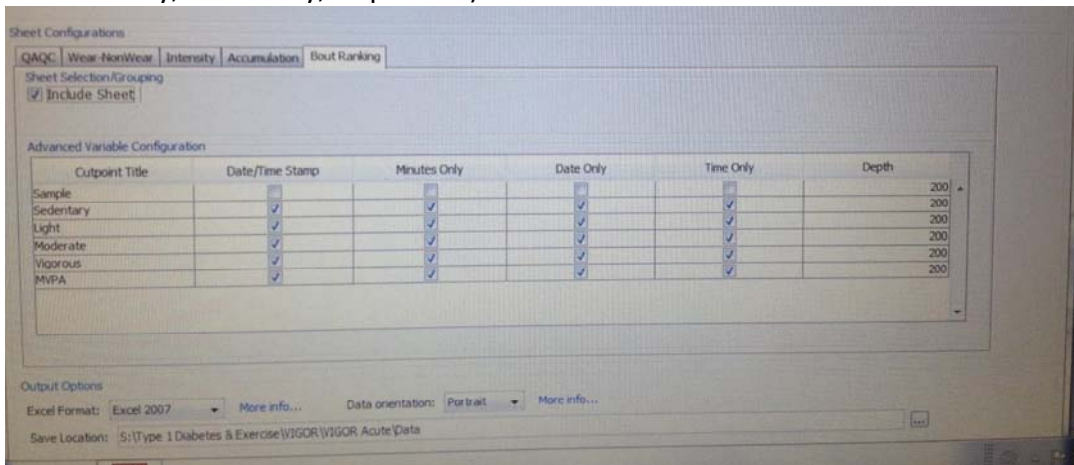 Sheet Configurations
QAQC Wear-NonWear Intensity Accumulation Bout Ranking
Sheet Selection/Grouping
Include Sheet
Advanced Variable Configuration
Cutpoint Title Date/Time Stamp Minutes Only Date Only Time Only Depth
Sample 200
Sedentary 200
Light 200
Moderate 200
Vigorous 200
MVPA 200
Output Options
Excel Format: Excel 2007 More info... Data orientation: Portrait More info...
Save Location: S:\Type 1 Diabetes & Exercise\VIGOR\VIGOR Acute\Data ...